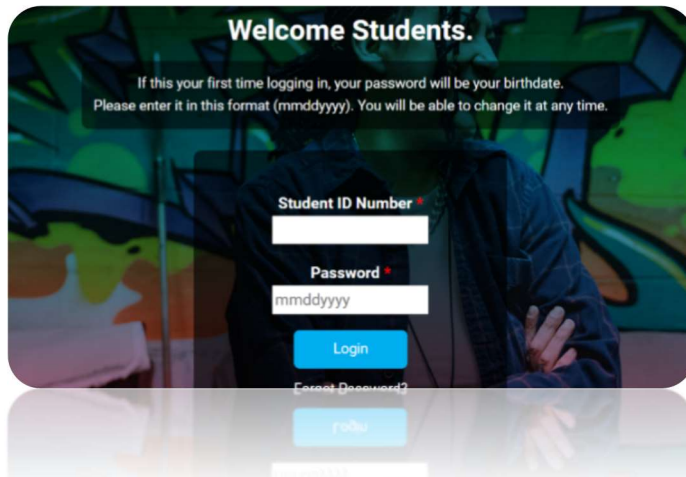 Welcome Students.
If this your first time logging in, your password will be your birthdate.
Please enter it in this format (mmddyyyy). You will be able to change it at any time.
Student ID Number *
Password *
mmddyyyy
Login
Forgot Password?